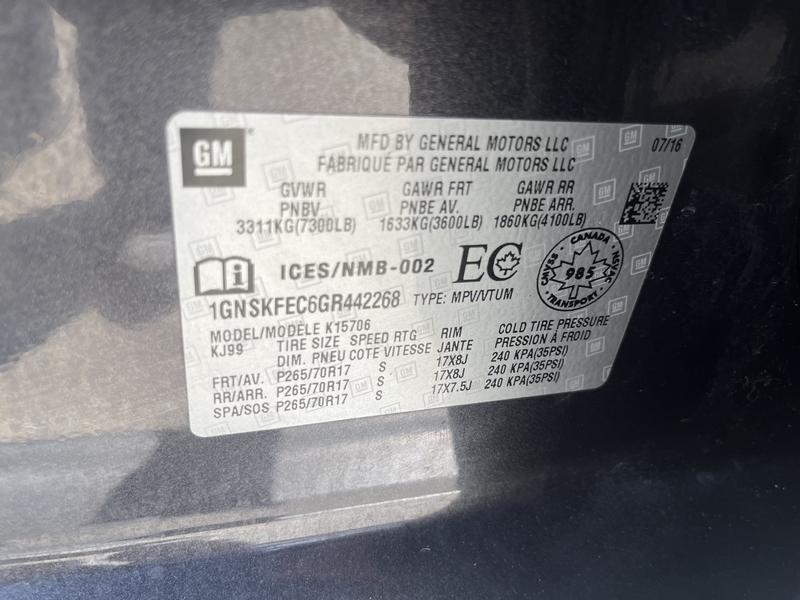 GM
MFD BY GENERAL MOTORS LLC 07/16
FABRIQUÉ PAR GENERAL MOTORS LLC
GVWR GAWR FRT GAWR RR
PNBV PNBE AV. PNBE ARR.
3311KG(7300LB) 1633KG(3600LB) 1860KG(4100LB)
ICES/NMB-002 EC
CANADA
CMVSS 985 NSVAC
TRANSPORT
1GNSKFEC6GR442268 TYPE: MPV/VTUM
MODEL/MODÈLE K15706
KJ99 TIRE SIZE SPEED RTG RIM COLD TIRE PRESSURE
DIM. PNEU COTE VITESSE JANTE PRESSION À FROID
FRT/AV. P265/70R17 S 17X8J 240 KPA(35PSI)
RR/ARR. P265/70R17 S 17X8J 240 KPA(35PSI)
SPA/SOS P265/70R17 S 17X7.5J 240 KPA(35PSI)